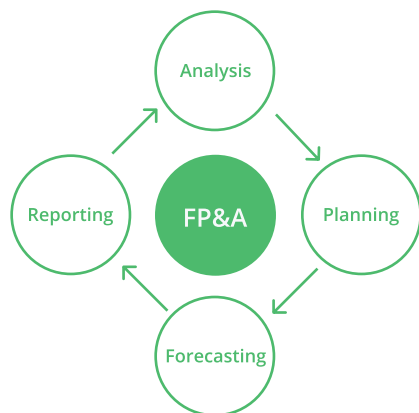 Analysis
Reporting
FP&A
Planning
Forecasting